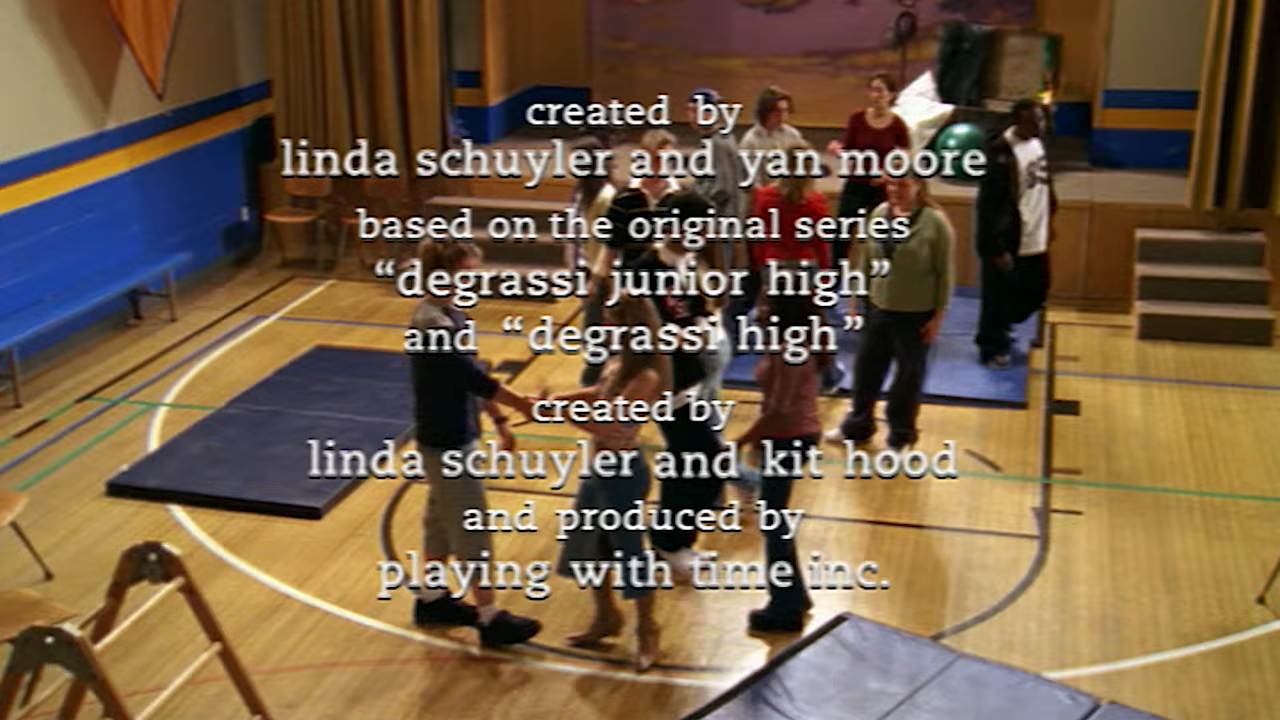 created by
linda schuyler and yan moore
based on the original series
“degrassi junior high”
and “degrassi high”
created by
linda schuyler and kit hood
and produced by
playing with time inc.